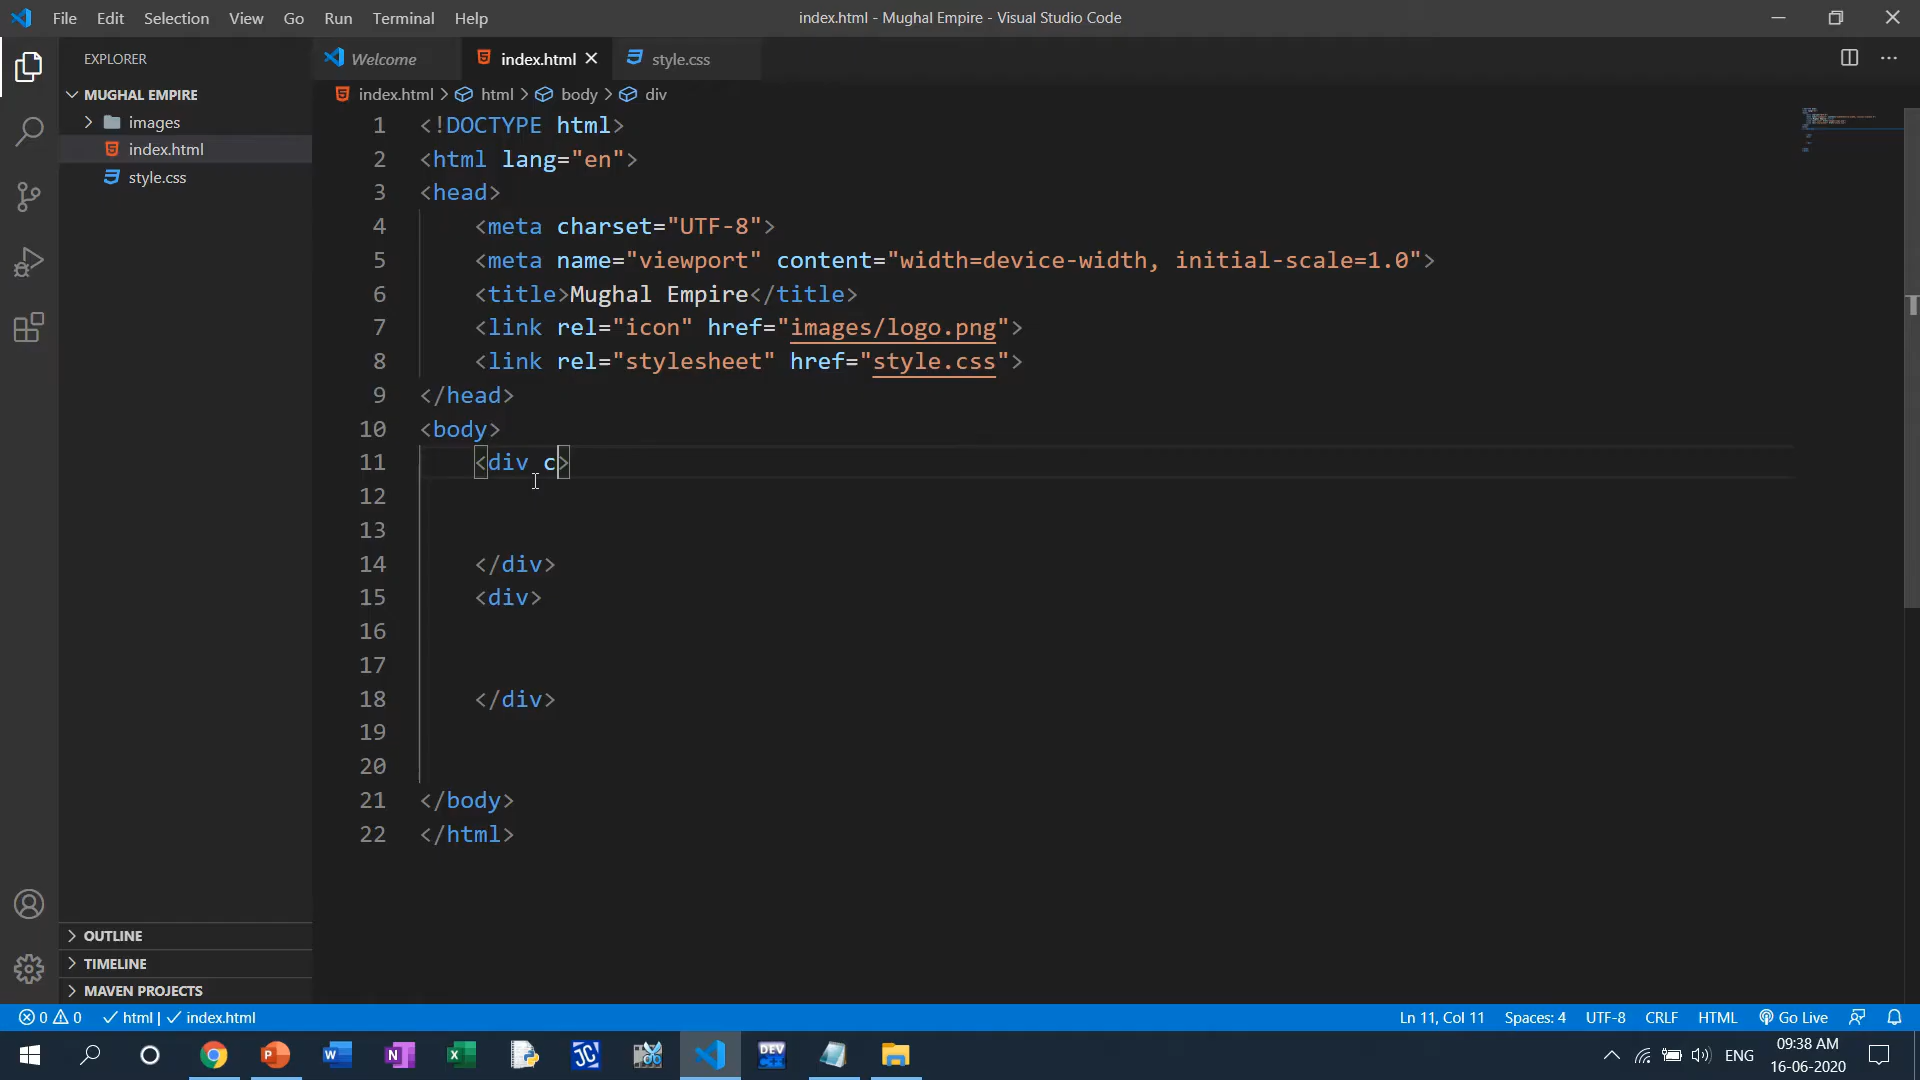 File Edit Selection View Go Run Terminal Help
index.html - Mughal Empire - Visual Studio Code
EXPLORER
MUGHAL EMPIRE
images
index.html
style.css
Welcome
index.html
style.css
index.html > html > body > div
1 <!DOCTYPE html>
2 <html lang="en">
3 <head>
4 <meta charset="UTF-8">
5 <meta name="viewport" content="width=device-width, initial-scale=1.0">
6 <title>Mughal Empire</title>
7 <link rel="icon" href="images/logo.png">
8 <link rel="stylesheet" href="style.css">
9 </head>
10 <body>
11 <div c>
12
13
14 </div>
15 <div>
16
17
18 </div>
19
20
21 </body>
22 </html>
OUTLINE
TIMELINE
MAVEN PROJECTS
0 0 html | index.html
Ln 11, Col 11 Spaces: 4 UTF-8 CRLF HTML Go Live
ENG
09:38 AM
16-06-2020